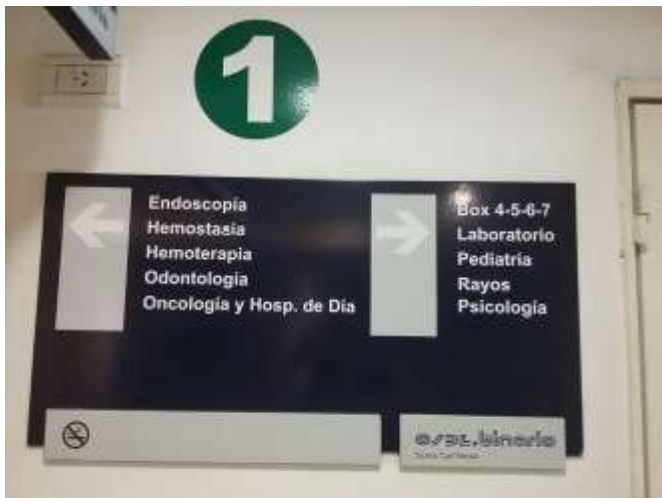 1
Endoscopía
Hemostasia
Hemoterapia
Odontología
Oncología y Hosp. de Día
Box 4-5-6-7
Laboratorio
Pediatría
Rayos
Psicología